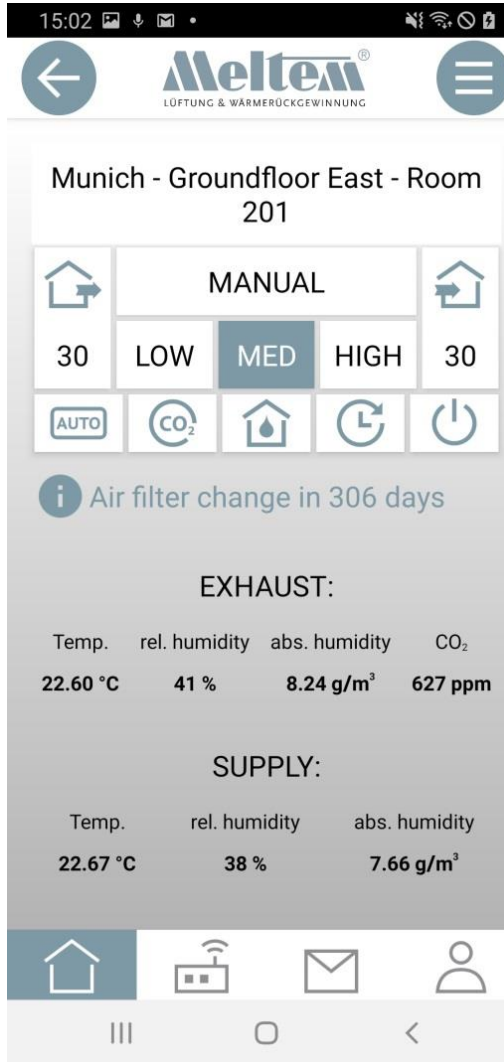 15:02
Meltem®
LÜFTUNG & WÄRMERÜCKGEWINNUNG
Munich - Groundfloor East - Room
201
MANUAL
30 LOW MED HIGH 30
AUTO CO₂
i Air filter change in 306 days
EXHAUST:
Temp. rel. humidity abs. humidity CO₂
22.60 °C 41 % 8.24 g/m³ 627 ppm
SUPPLY:
Temp. rel. humidity abs. humidity
22.67 °C 38 % 7.66 g/m³